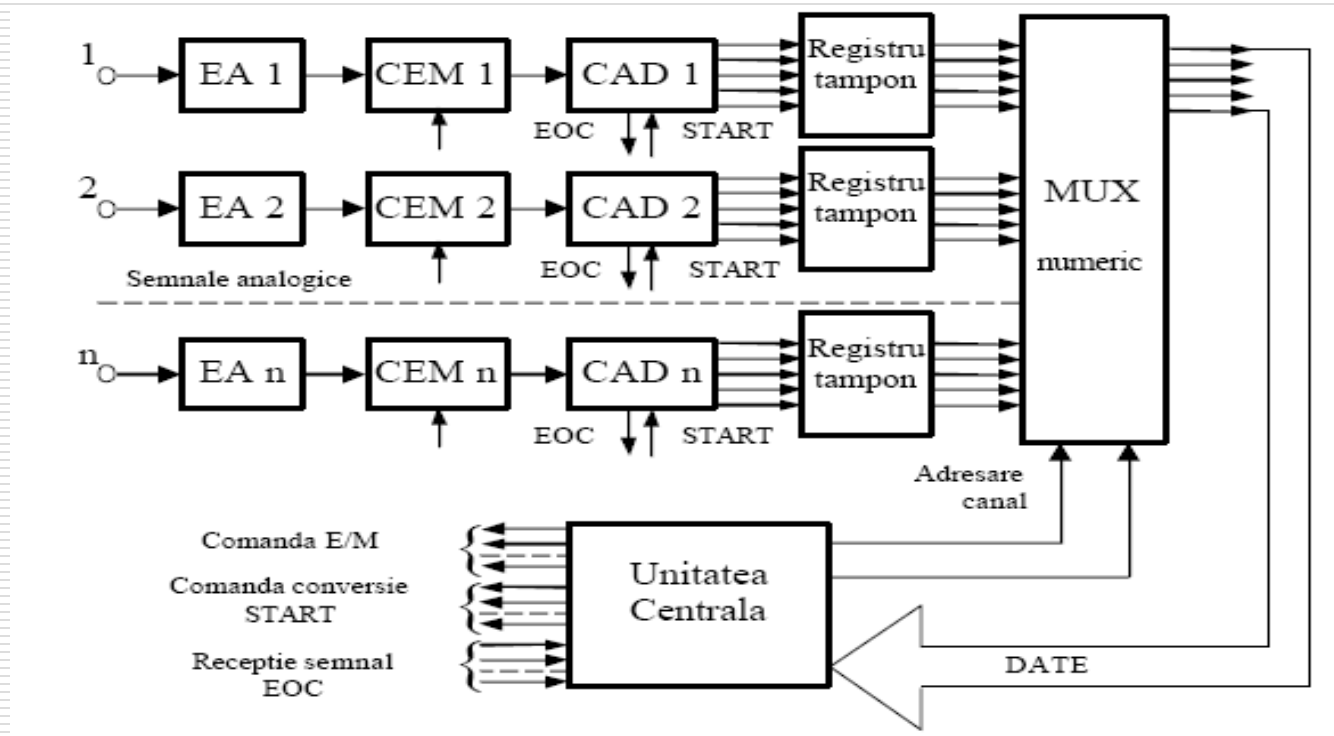 1
EA 1
CEM 1
CAD 1
Registru
tampon
EOC
START
2
EA 2
CEM 2
CAD 2
Registru
tampon
MUX
numeric
EOC
START
Semnale analogice
n
EA n
CEM n
CAD n
Registru
tampon
EOC
START
Adresare
canal
Comanda E/M
Comanda conversie
START
Receptie semnal
EOC
Unitatea
Centrala
DATE